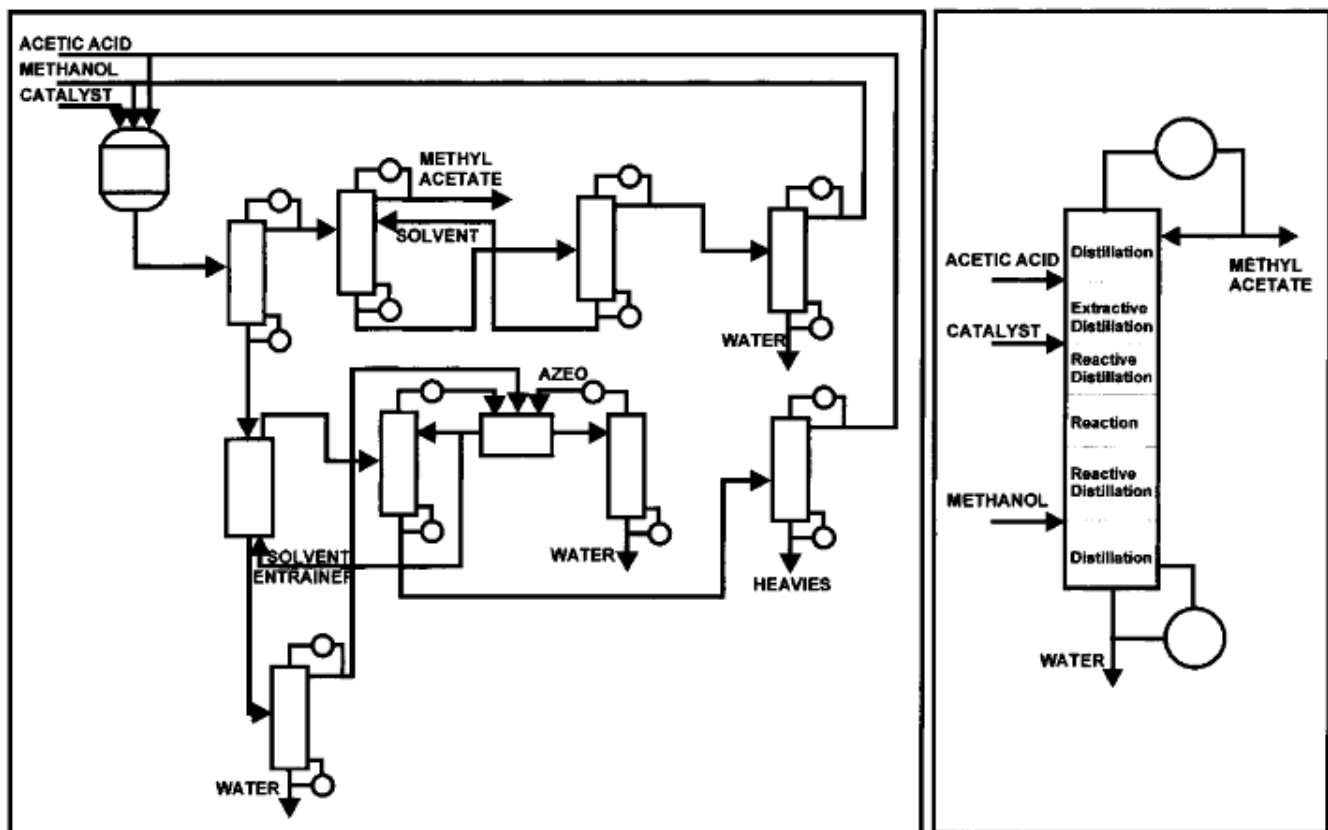 ACETIC ACID
METHANOL
CATALYST
METHYL
ACETATE
SOLVENT
WATER
AZEO
SOLVENT
ENTRAINER
WATER
HEAVIES
WATER
ACETIC ACID
CATALYST
METHANOL
Distillation
Extractive
Distillation
Reactive
Distillation
Reaction
Reactive
Distillation
Distillation
METHYL
ACETATE
WATER